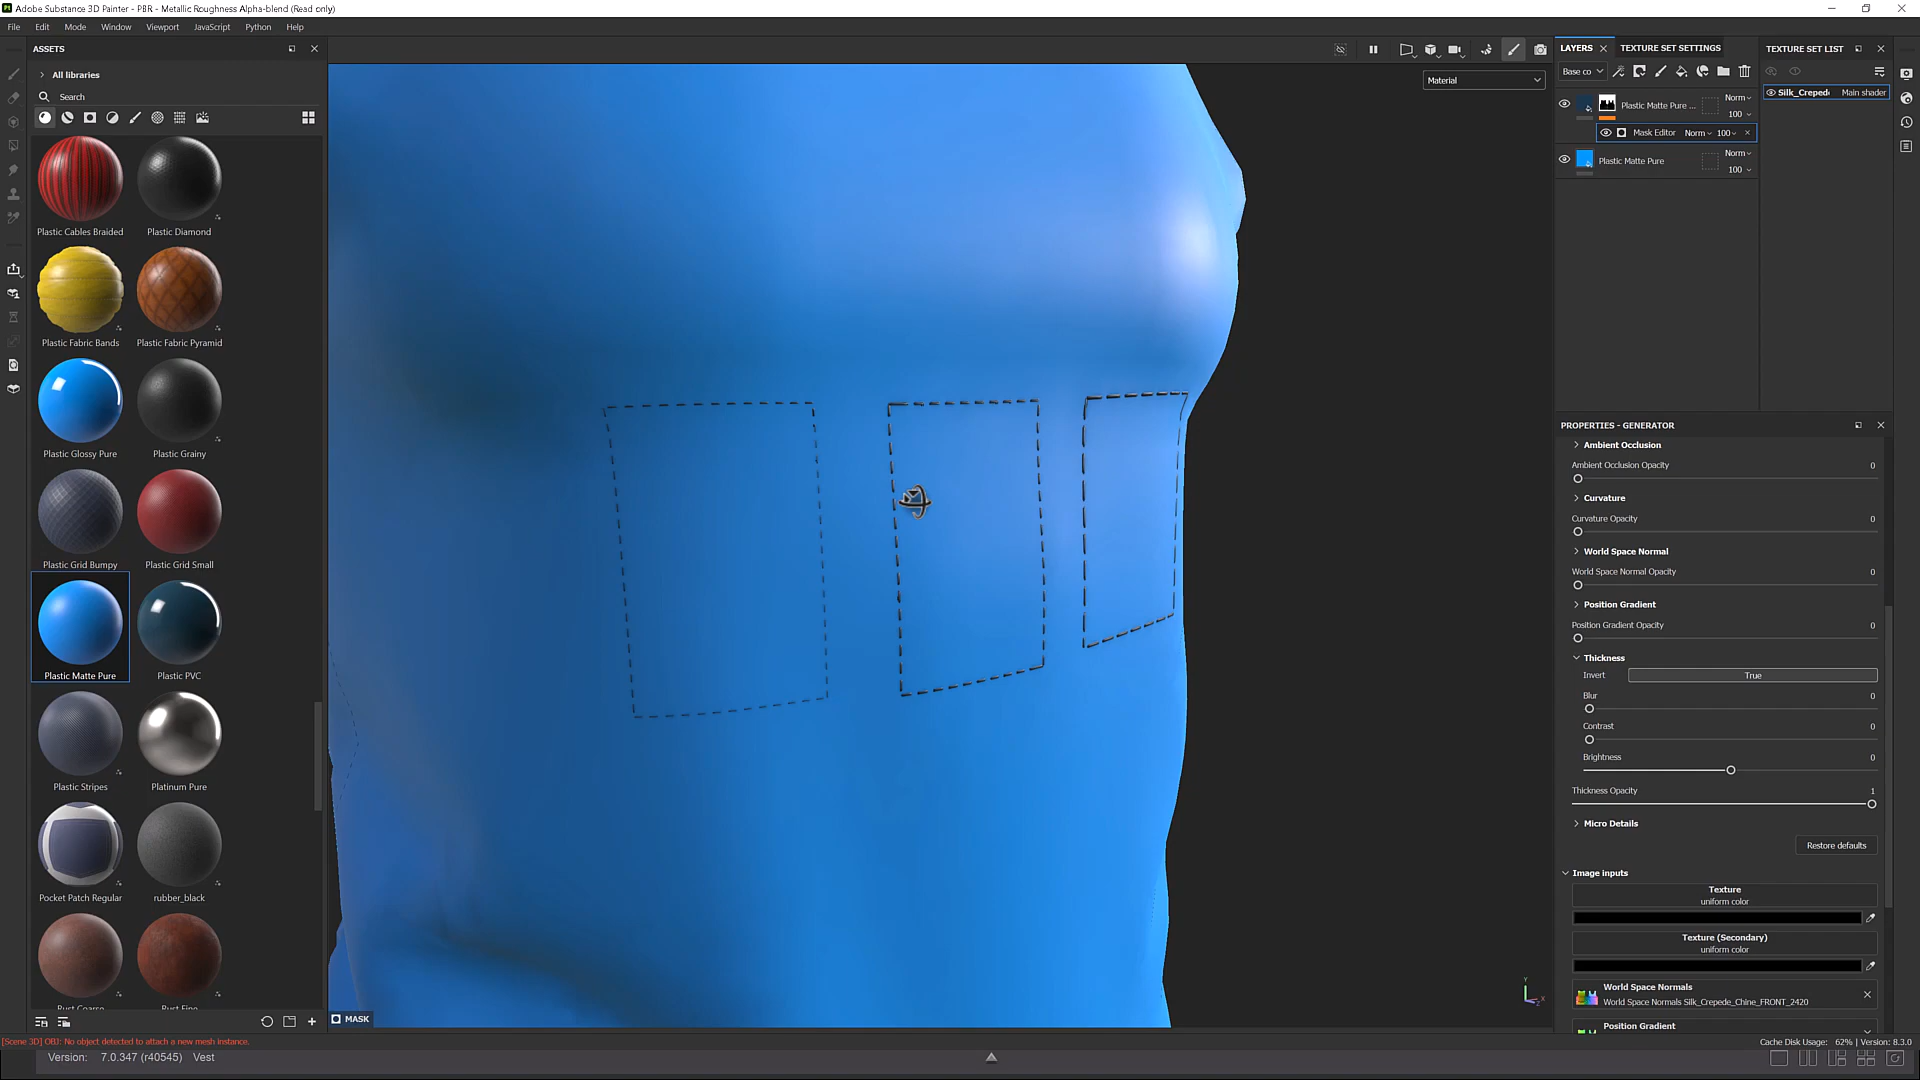 Adobe Substance 3D Painter - PBR - Metallic Roughness Alpha-blend (Read only)
File Edit Mode Window Viewport JavaScript Python Help
ASSETS
All libraries
Search
Plastic Cables Braided
Plastic Diamond
Plastic Fabric Bands
Plastic Fabric Pyramid
Plastic Glossy Pure
Plastic Grainy
Plastic Grid Bumpy
Plastic Grid Small
Plastic Matte Pure
Plastic PVC
Plastic Stripes
Platinum Pure
Pocket Patch Regular
rubber_black
Rust Coarse
Rust Fine
Material
MASK
LAYERS
TEXTURE SET SETTINGS
Base co
Plastic Matte Pure ...
Norm
100
Mask Editor Norm 100
Plastic Matte Pure
Norm
100
TEXTURE SET LIST
Silk_Crepede Main shader
PROPERTIES - GENERATOR
Ambient Occlusion
Ambient Occlusion Opacity 0
Curvature
Curvature Opacity 0
World Space Normal
World Space Normal Opacity 0
Position Gradient
Position Gradient Opacity 0
Thickness
Invert True
Blur 0
Contrast 0
Brightness 0
Thickness Opacity 1
Micro Details
Restore defaults
Image inputs
Texture
uniform color
Texture (Secondary)
uniform color
World Space Normals
World Space Normals Silk_Crepede_Chine_FRONT_2420
Position Gradient
[Scene 3D] OBJ: No object detected to attach a new mesh instance.
Cache Disk Usage: 62% | Version: 8.3.0
Version: 7.0.347 (r40545) Vest